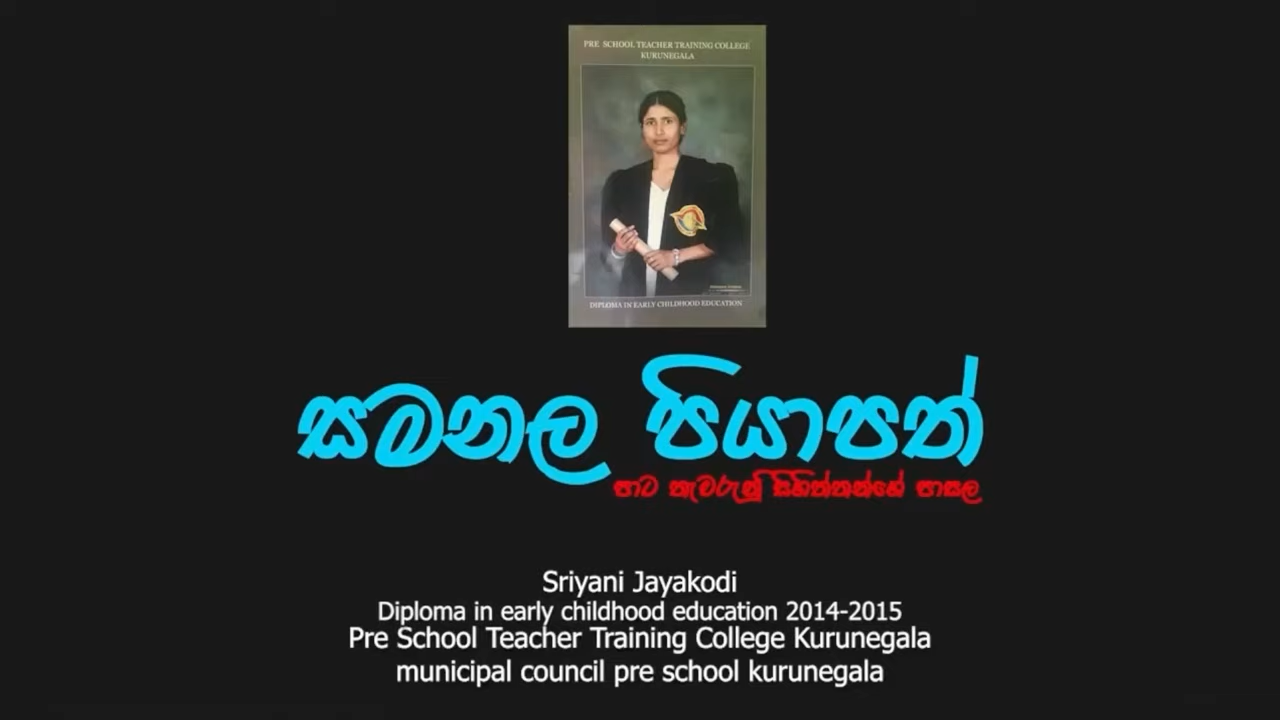 PRE SCHOOL TEACHER TRAINING COLLEGE
KURUNEGALA
DIPLOMA IN EARLY CHILDHOOD EDUCATION
සමනල පියාපත්
පාට තැවරුනු සිඟිත්තන්ගේ පාසල
Sriyani Jayakodi
Diploma in early childhood education 2014-2015
Pre School Teacher Training College Kurunegala
municipal council pre school kurunegala